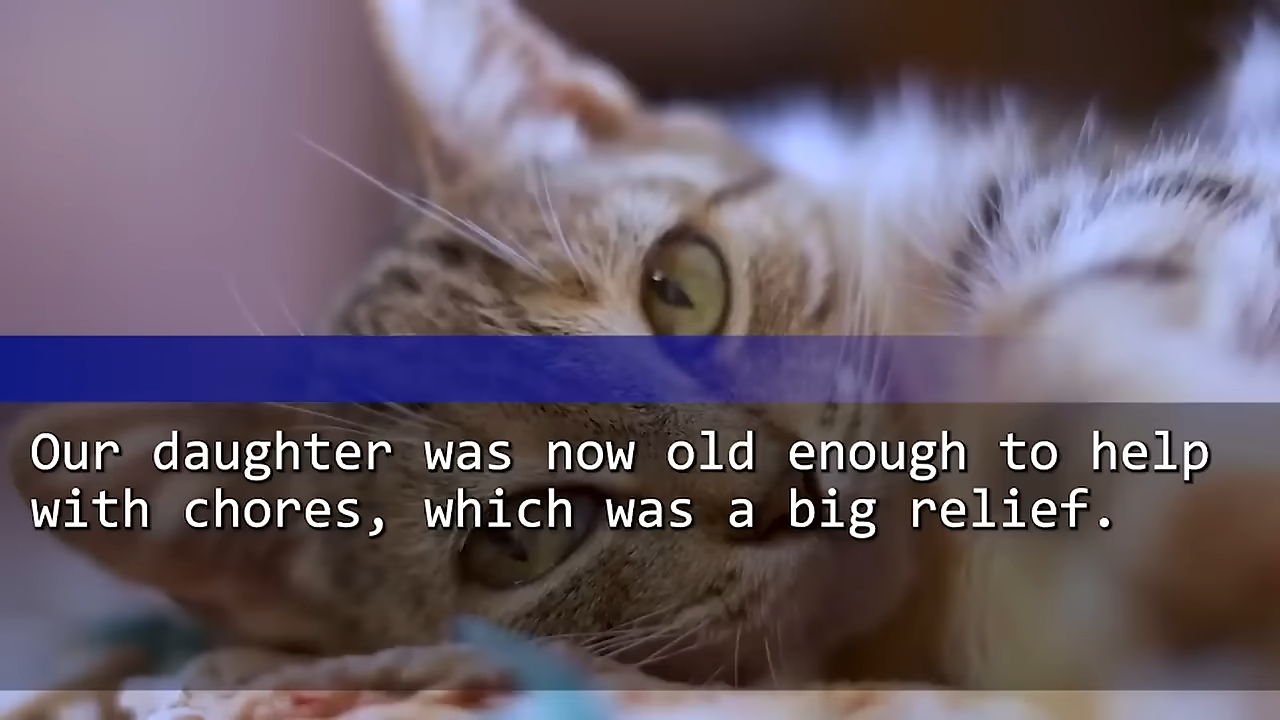 Our daughter was now old enough to help
with chores, which was a big relief.